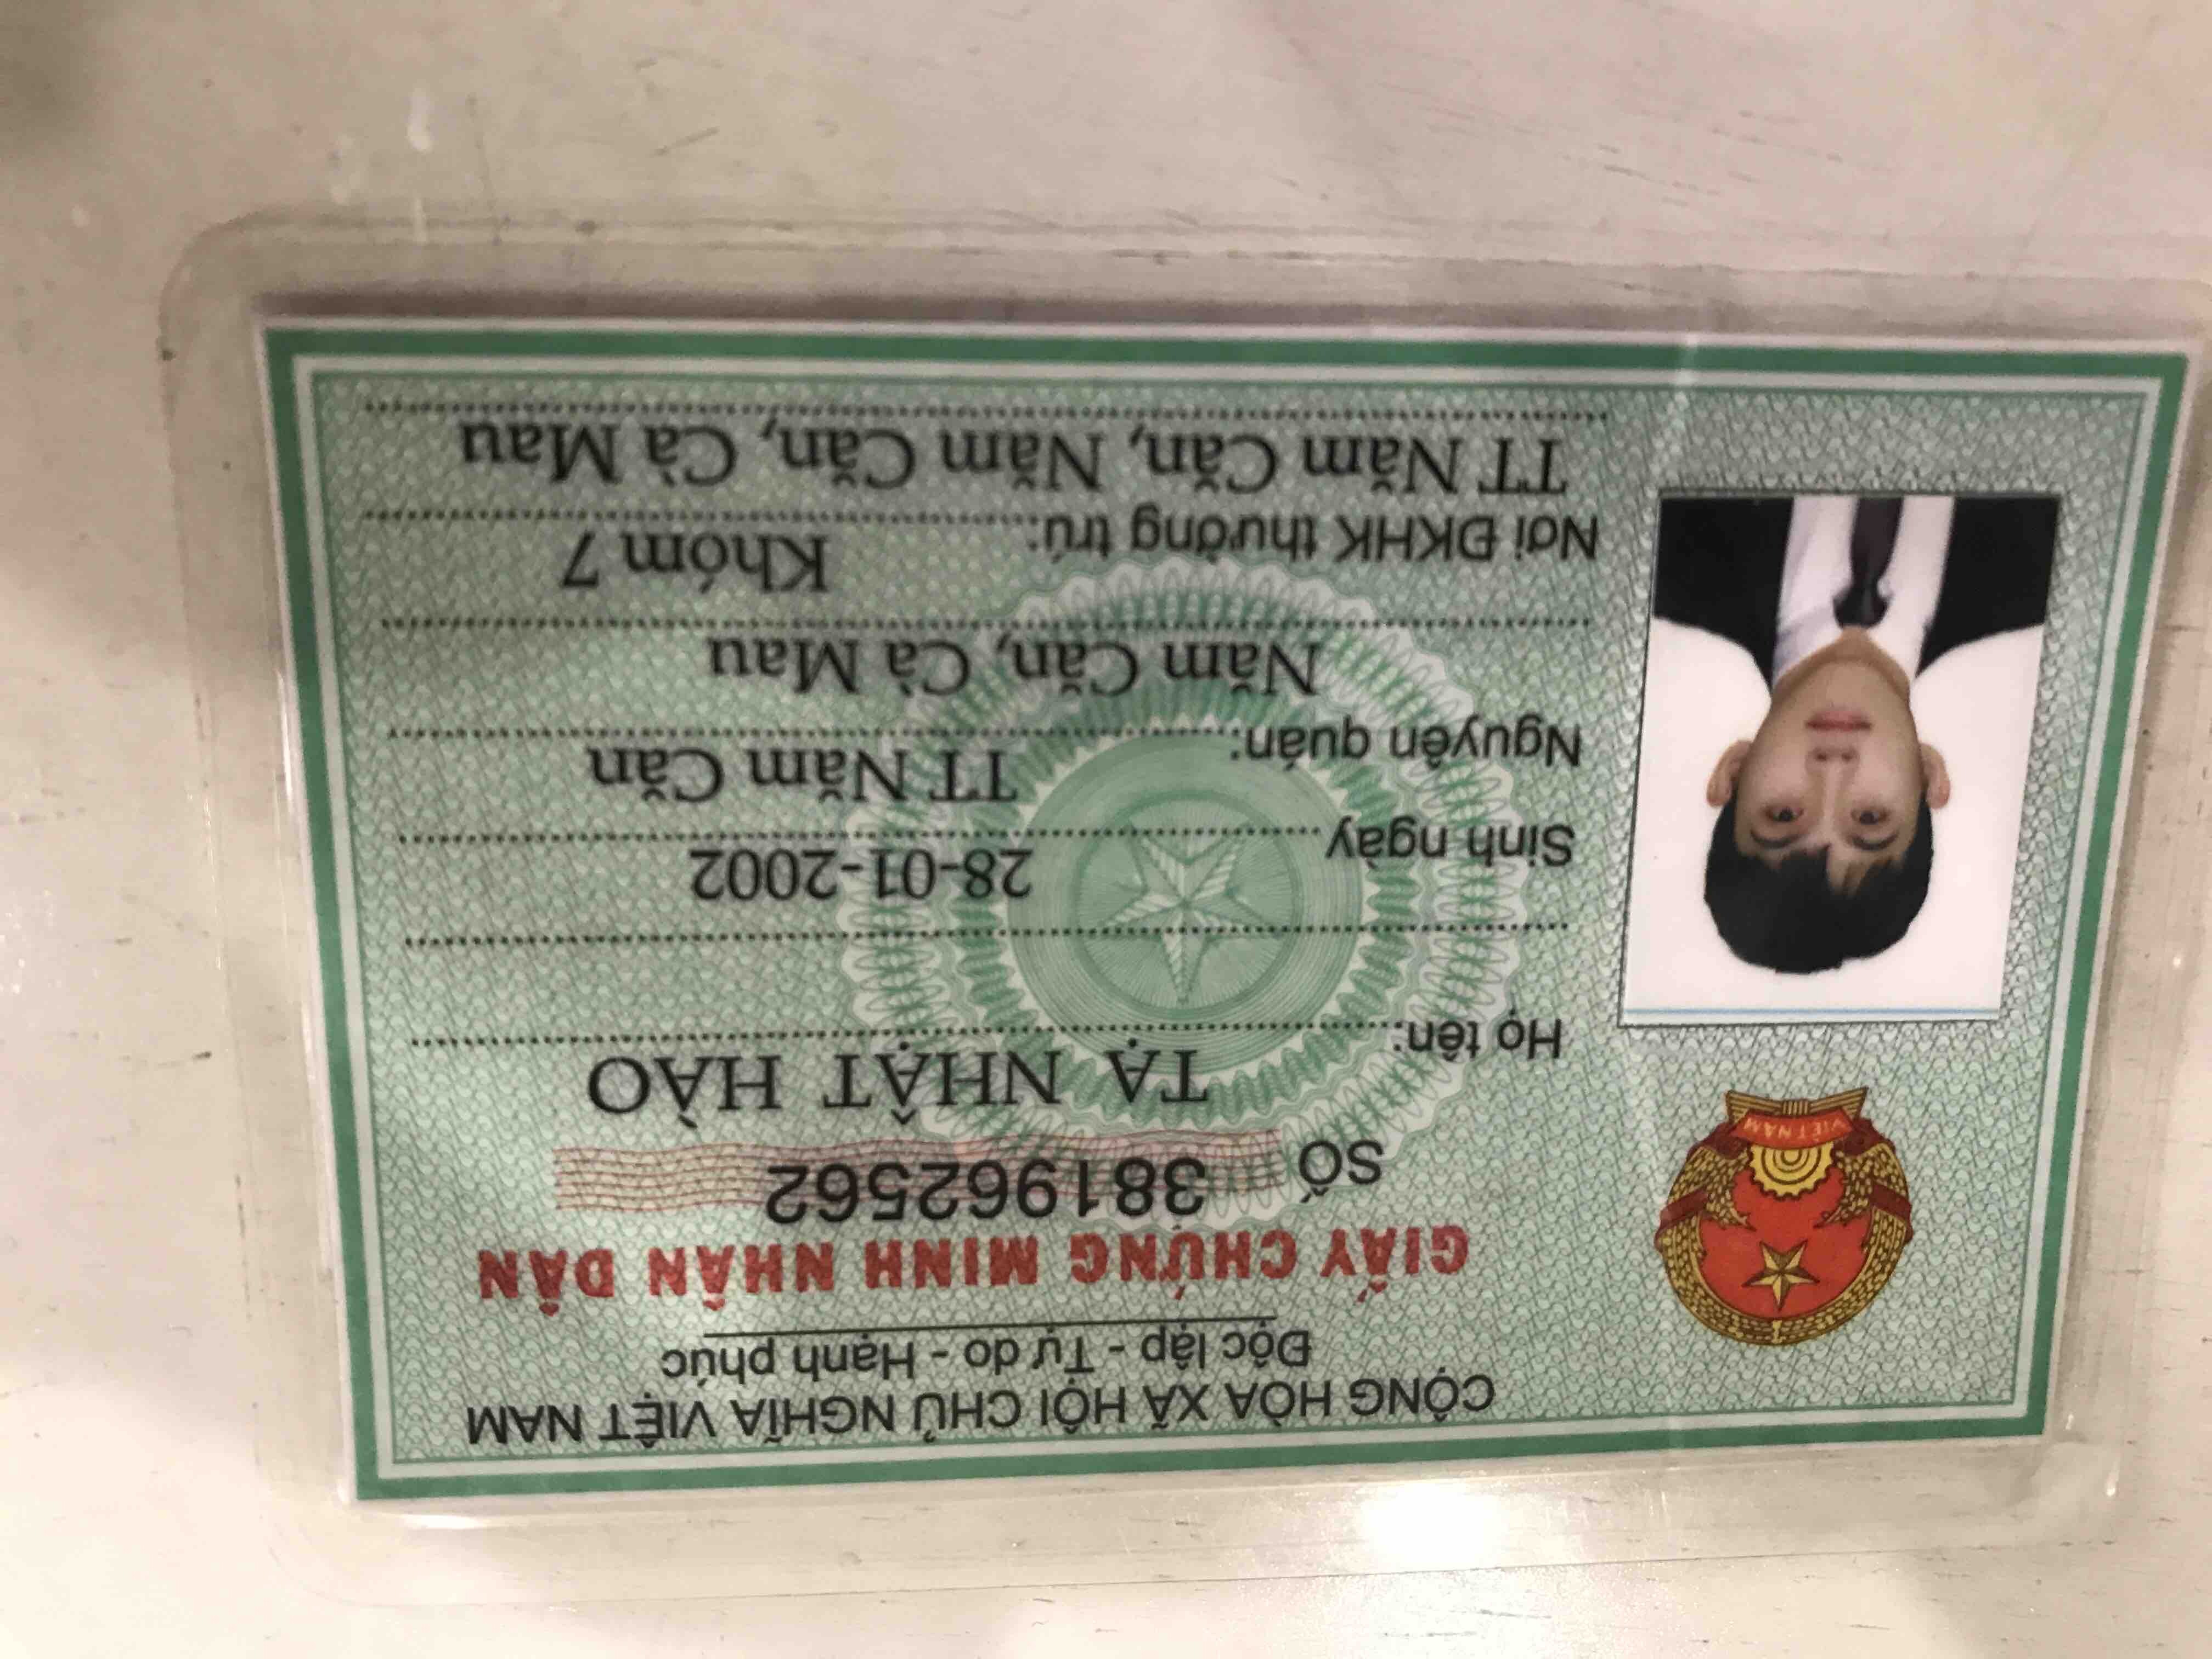 CỘNG HÒA XÃ HỘI CHỦ NGHĨA VIỆT NAM
Độc lập - Tự do - Hạnh phúc
GIẤY CHỨNG MINH NHÂN DÂN
SỐ 381962562
Họ tên: TẠ NHẬT HÀO
Sinh ngày 28-01-2002
Nguyên quán: TT Năm Căn
Năm Căn, Cà Mau
Nơi ĐKHK thường trú: Khóm 7
TT Năm Căn, Năm Căn, Cà Mau
VIỆT NAM